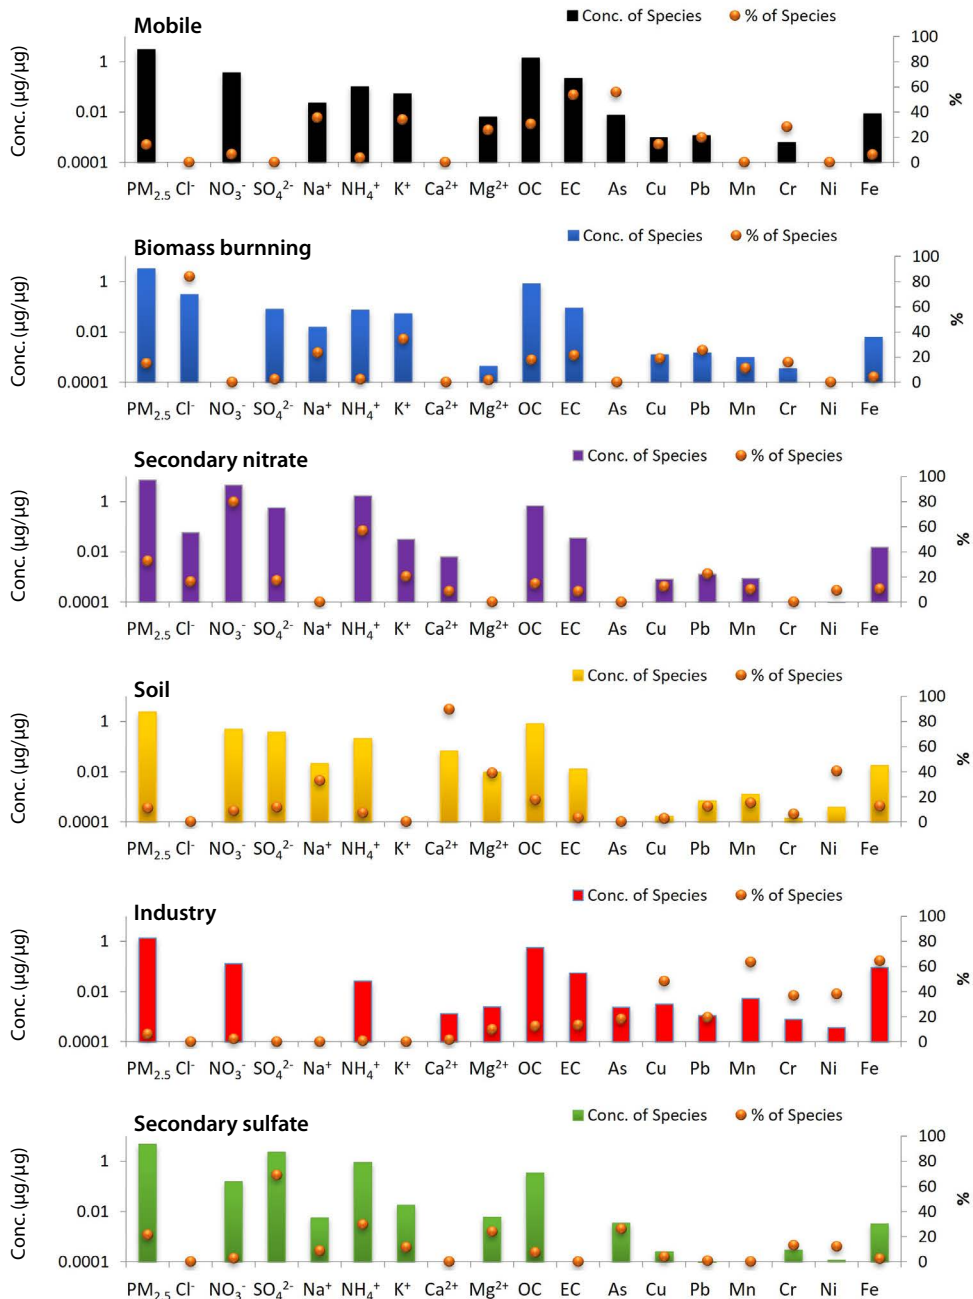 Mobile
Conc. of Species
% of Species
Conc. (µg/µg)
1
0.01
0.0001
100
80
60
40
20
0
%
PM2.5 Cl- NO3- SO42- Na+ NH4+ K+ Ca2+ Mg2+ OC EC As Cu Pb Mn Cr Ni Fe
Biomass burnning
Conc. of Species
% of Species
Conc. (µg/µg)
1
0.01
0.0001
100
80
60
40
20
0
%
PM2.5 Cl- NO3- SO42- Na+ NH4+ K+ Ca2+ Mg2+ OC EC As Cu Pb Mn Cr Ni Fe
Secondary nitrate
Conc. of Species
% of Species
Conc. (µg/µg)
1
0.01
0.0001
100
80
60
40
20
0
%
PM2.5 Cl- NO3- SO42- Na+ NH4+ K+ Ca2+ Mg2+ OC EC As Cu Pb Mn Cr Ni Fe
Soil
Conc. of Species
% of Species
Conc. (µg/µg)
1
0.01
0.0001
100
80
60
40
20
0
%
PM2.5 Cl- NO3- SO42- Na+ NH4+ K+ Ca2+ Mg2+ OC EC As Cu Pb Mn Cr Ni Fe
Industry
Conc. of Species
% of Species
Conc. (µg/µg)
1
0.01
0.0001
100
80
60
40
20
0
%
PM2.5 Cl- NO3- SO42- Na+ NH4+ K+ Ca2+ Mg2+ OC EC As Cu Pb Mn Cr Ni Fe
Secondary sulfate
Conc. of Species
% of Species
Conc. (µg/µg)
1
0.01
0.0001
100
80
60
40
20
0
%
PM2.5 Cl- NO3- SO42- Na+ NH4+ K+ Ca2+ Mg2+ OC EC As Cu Pb Mn Cr Ni Fe